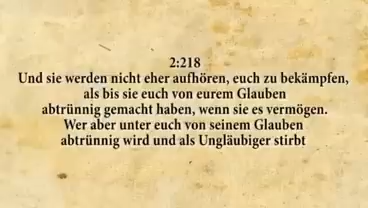 2:218
Und sie werden nicht eher aufhören, euch zu bekämpfen,
als bis sie euch von eurem Glauben
abtrünnig gemacht haben, wenn sie es vermögen.
Wer aber unter euch von seinem Glauben
abtrünnig wird und als Ungläubiger stirbt